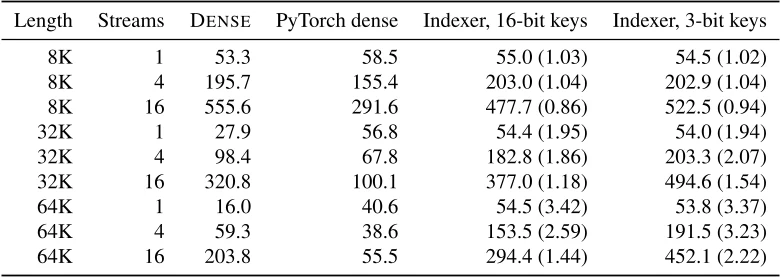 Length Streams DENSE PyTorch dense Indexer, 16-bit keys Indexer, 3-bit keys
8K 1 53.3 58.5 55.0 (1.03) 54.5 (1.02)
8K 4 195.7 155.4 203.0 (1.04) 202.9 (1.04)
8K 16 555.6 291.6 477.7 (0.86) 522.5 (0.94)
32K 1 27.9 56.8 54.4 (1.95) 54.0 (1.94)
32K 4 98.4 67.8 182.8 (1.86) 203.3 (2.07)
32K 16 320.8 100.1 377.0 (1.18) 494.6 (1.54)
64K 1 16.0 40.6 54.5 (3.42) 53.8 (3.37)
64K 4 59.3 38.6 153.5 (2.59) 191.5 (3.23)
64K 16 203.8 55.5 294.4 (1.44) 452.1 (2.22)